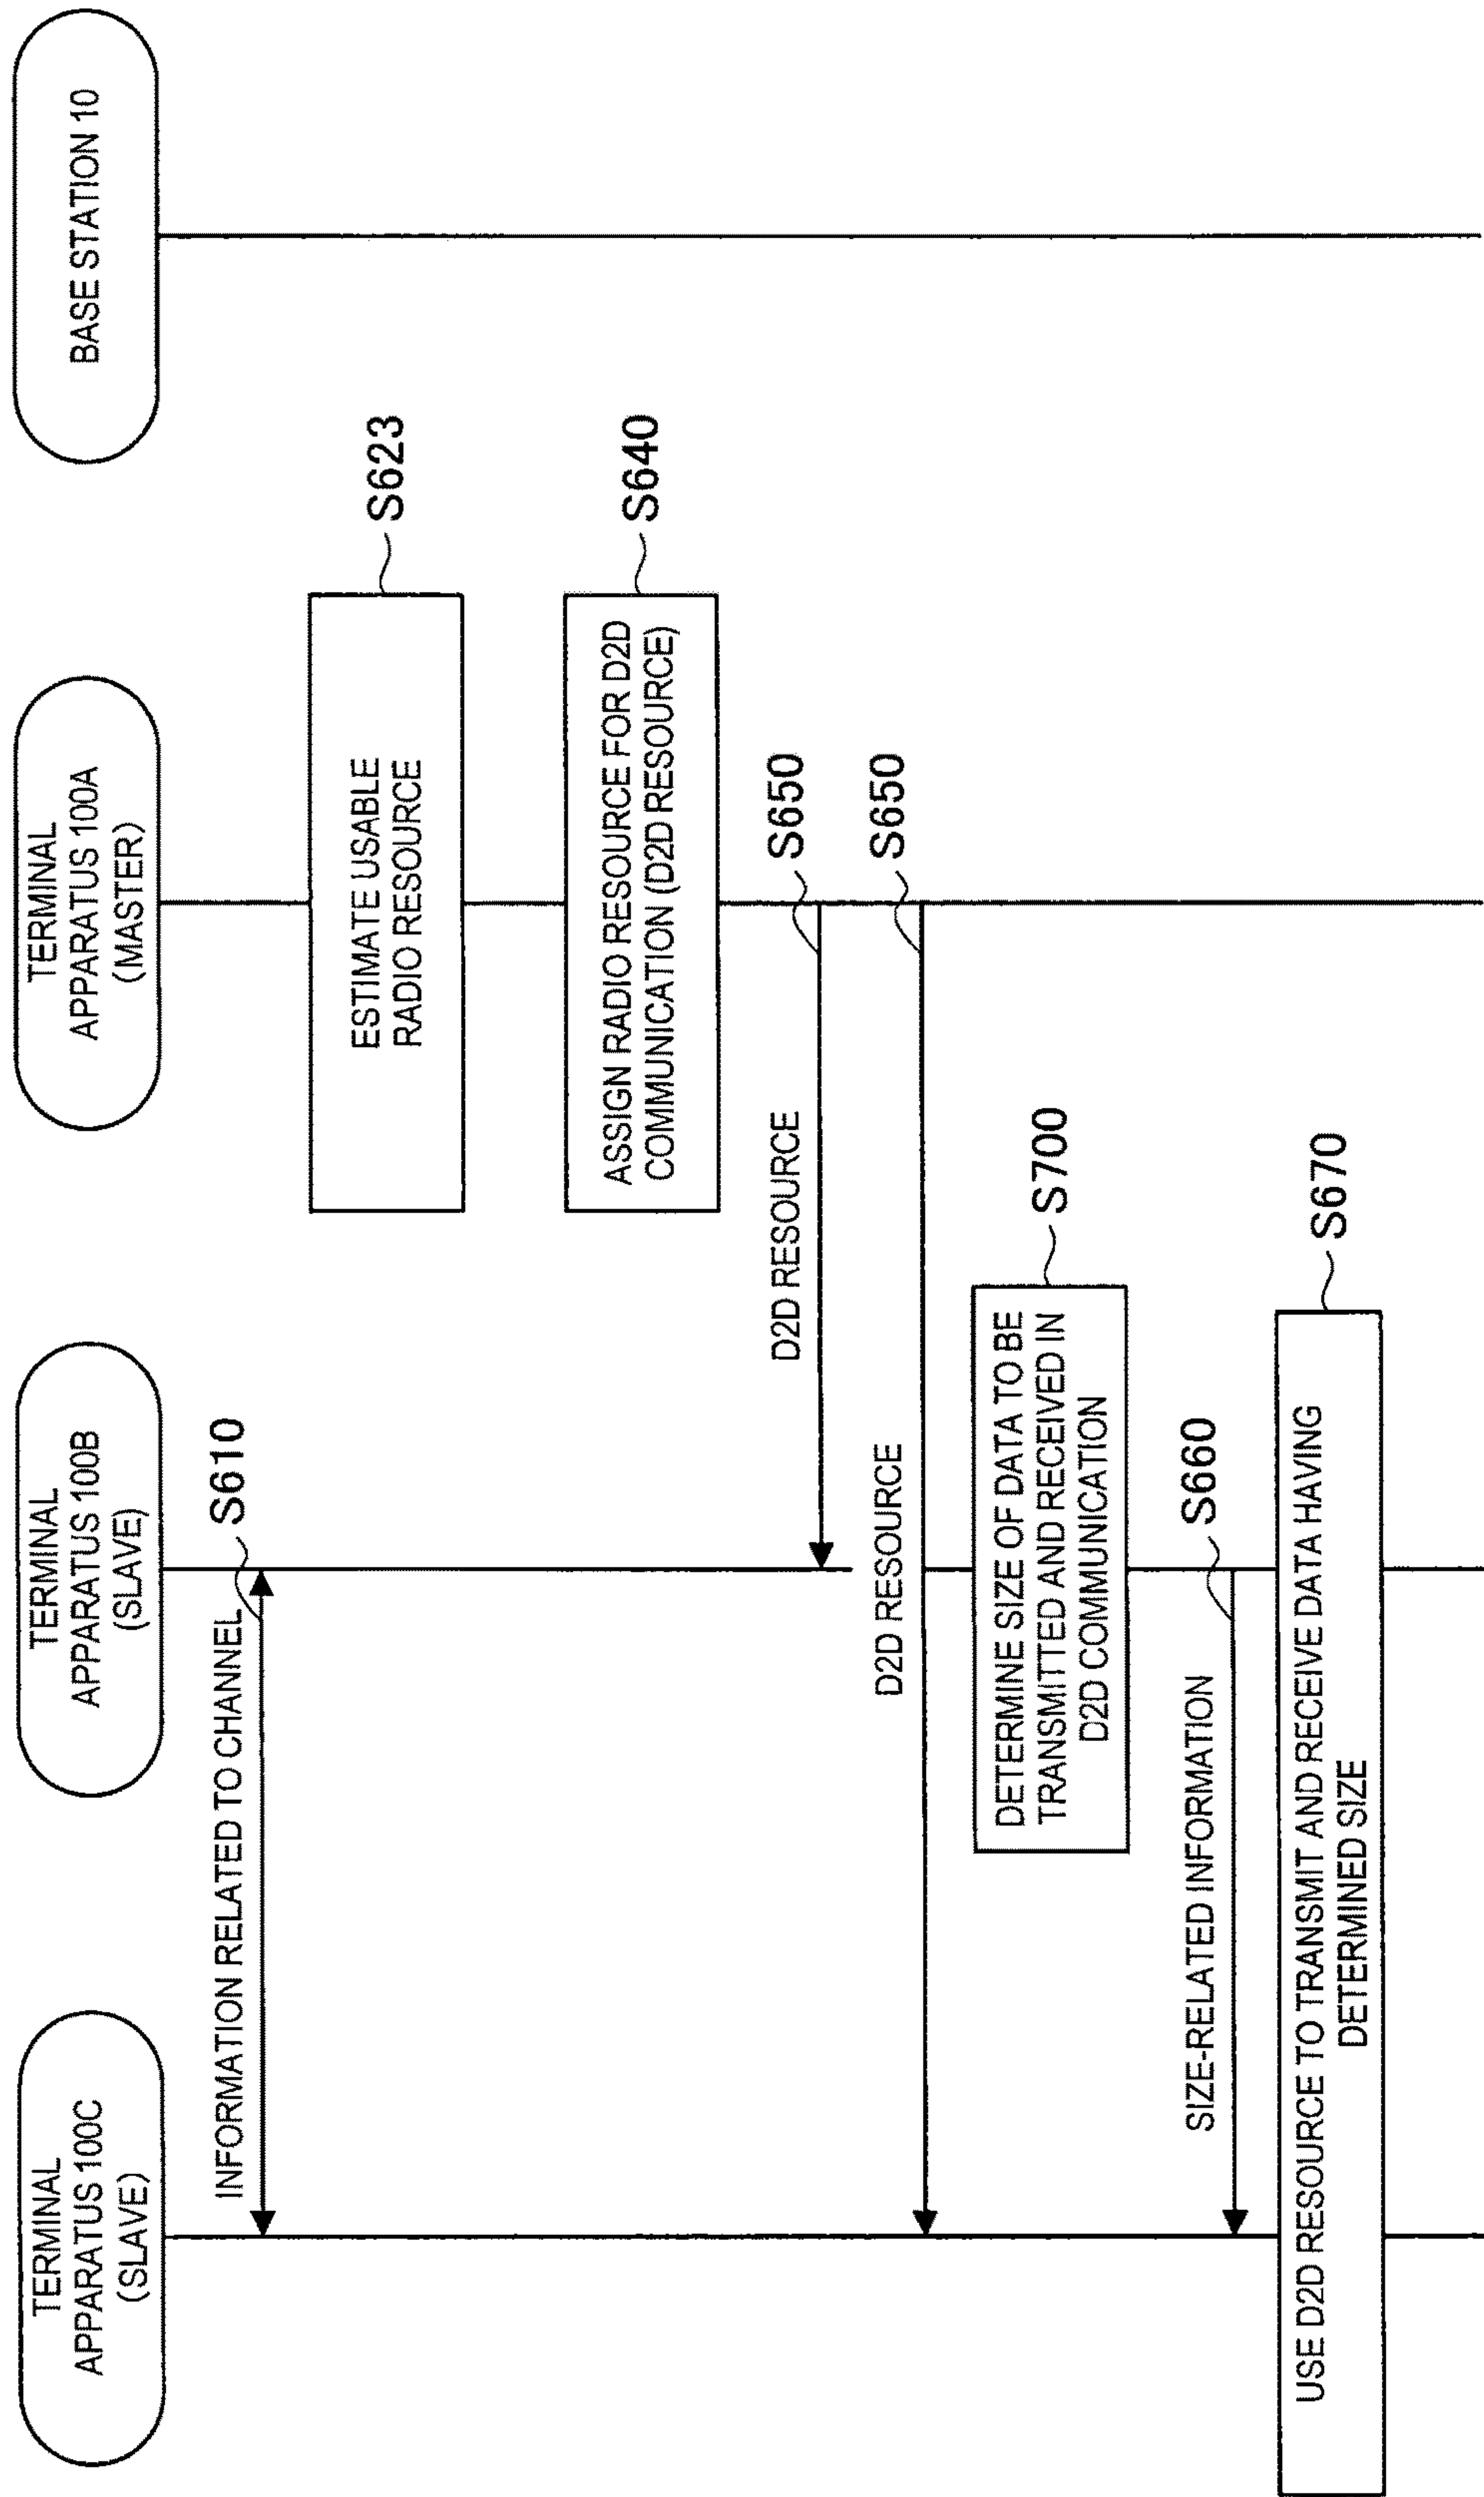 TERMINAL
APPARATUS 100C
(SLAVE)
TERMINAL
APPARATUS 100B
(SLAVE)
TERMINAL
APPARATUS 100A
(MASTER)
BASE STATION 10
INFORMATION RELATED TO CHANNEL
S610
ESTIMATE USABLE
RADIO RESOURCE
S623
ASSIGN RADIO RESOURCE FOR D2D
COMMUNICATION (D2D RESOURCE)
S640
D2D RESOURCE
S650
D2D RESOURCE
S650
DETERMINE SIZE OF DATA TO BE
TRANSMITTED AND RECEIVED IN
D2D COMMUNICATION
S700
SIZE-RELATED INFORMATION
S660
USE D2D RESOURCE TO TRANSMIT AND RECEIVE DATA HAVING
DETERMINED SIZE
S670